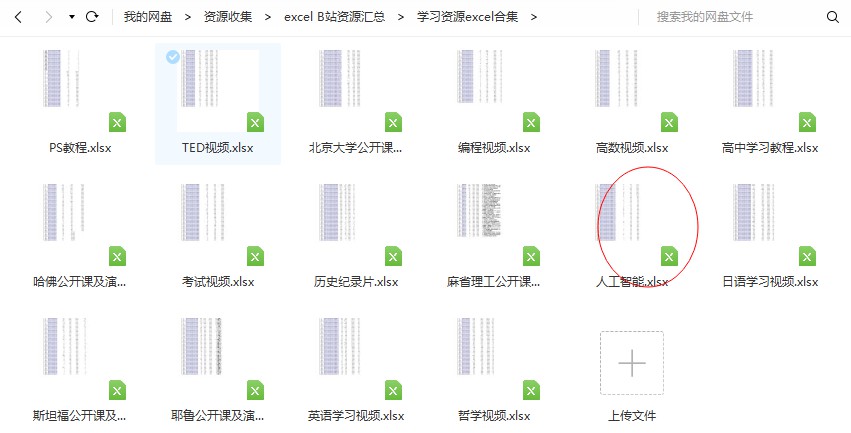 我的网盘 > 资源收集 > excel B站资源汇总 > 学习资源excel合集 >
搜索我的网盘文件
PS教程.xlsx
TED视频.xlsx
北京大学公开课...
编程视频.xlsx
高数视频.xlsx
高中学习教程.xlsx
哈佛公开课及演...
考试视频.xlsx
历史纪录片.xlsx
麻省理工公开课...
人工智能.xlsx
日语学习视频.xlsx
斯坦福公开课及...
耶鲁公开课及演...
英语学习视频.xlsx
哲学视频.xlsx
上传文件